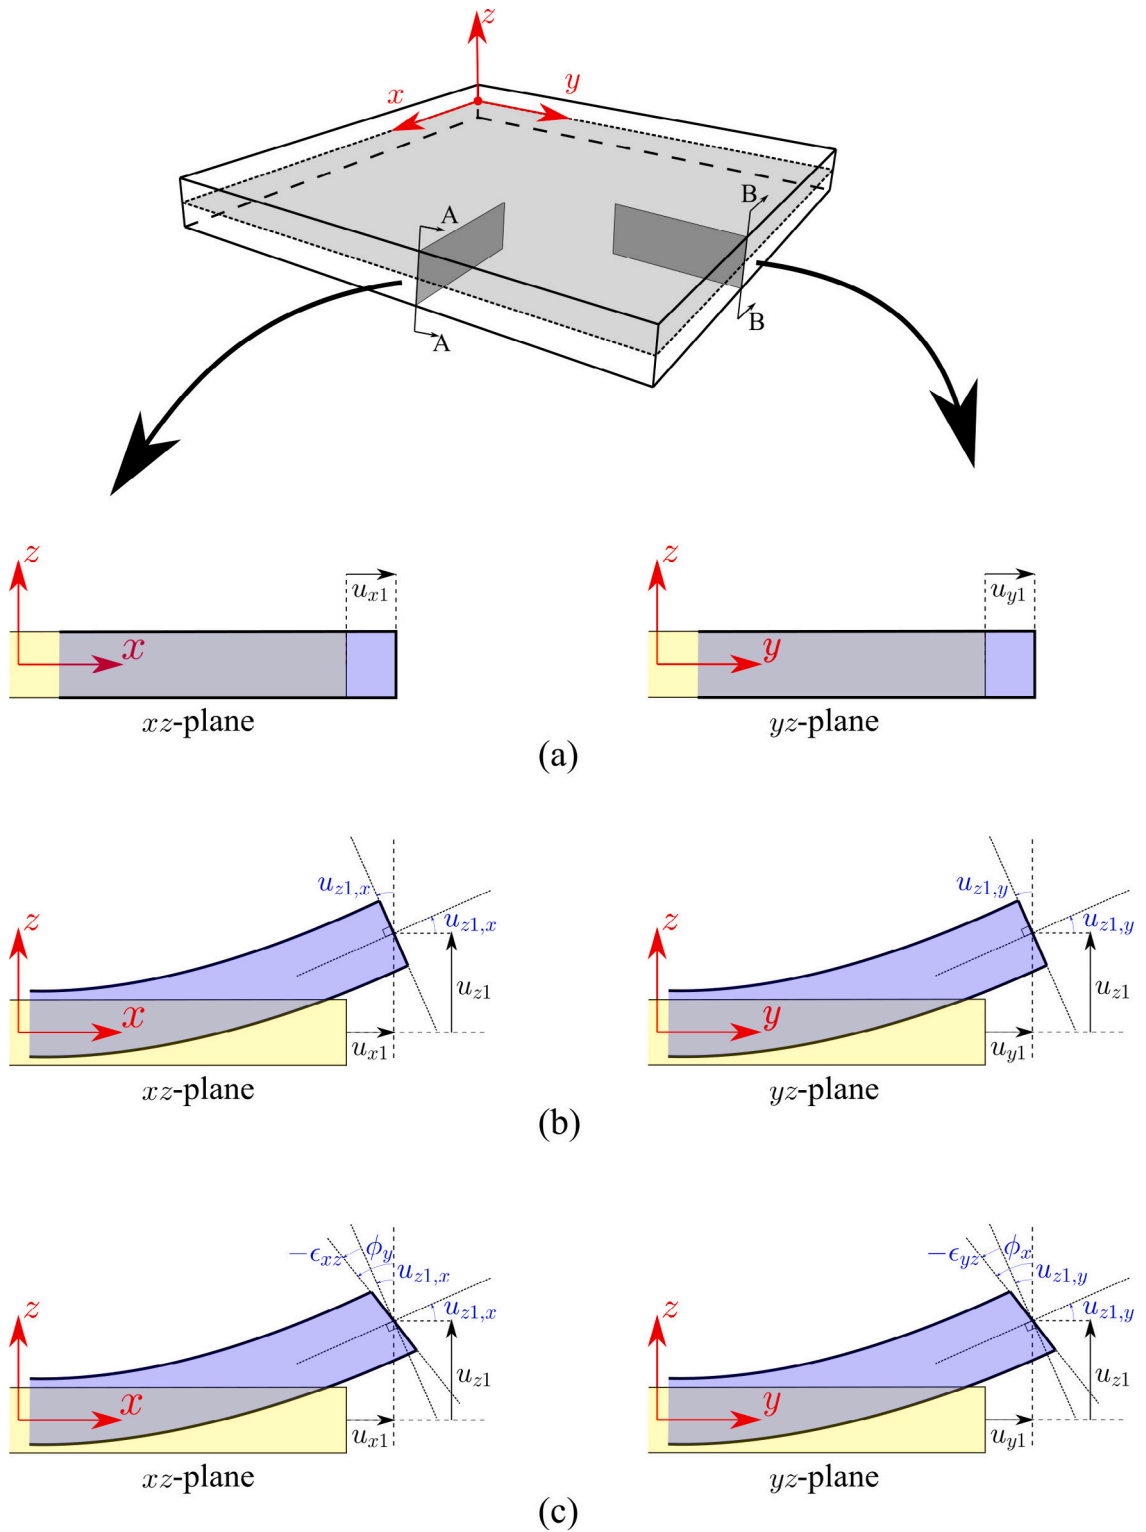 z
x
y
A
A
B
B
z
x
u_{x1}
xz-plane
z
y
u_{y1}
yz-plane
(a)
u_{z1,x}
u_{z1,x}
z
x
u_{z1}
u_{x1}
xz-plane
u_{z1,y}
u_{z1,y}
z
y
u_{z1}
u_{y1}
yz-plane
(b)
−ϵ_{xz}
ϕ_y
u_{z1,x}
u_{z1,x}
z
x
u_{z1}
u_{x1}
xz-plane
−ϵ_{yz}
ϕ_x
u_{z1,y}
u_{z1,y}
z
y
u_{z1}
u_{y1}
yz-plane
(c)